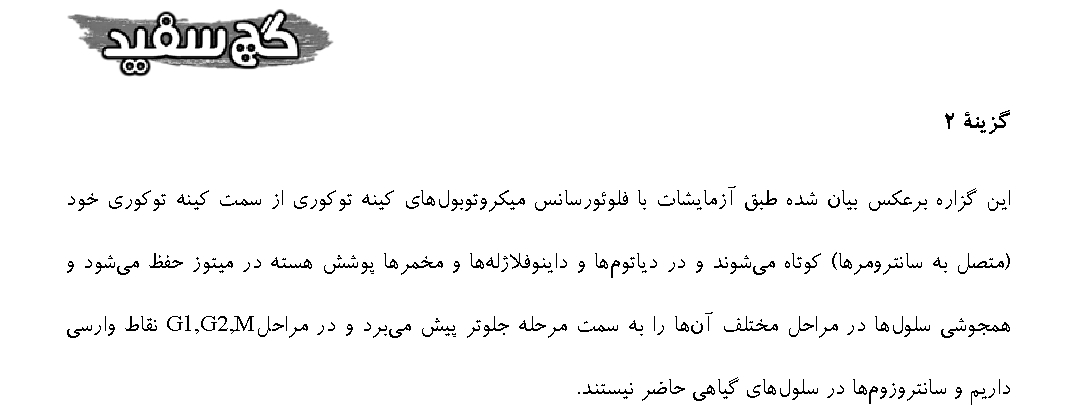 گچ سفید
گزینهٔ ۲
این گزاره برعکس بیان شده طبق آزمایشات با فلوئورسانس میکروتوبول‌های کینه توکوری از سمت کینه توکوری خود
(متصل به سانترومرها) کوتاه می‌شوند و در دیاتوم‌ها و داینوفلاژله‌ها و مخمرها پوشش هسته در میتوز حفظ می‌شود و
همجوشی سلول‌ها در مراحل مختلف آن‌ها را به سمت مرحله جلوتر پیش می‌برد و در مراحلG1,G2,M نقاط وارسی
داریم و سانتروزوم‌ها در سلول‌های گیاهی حاضر نیستند.